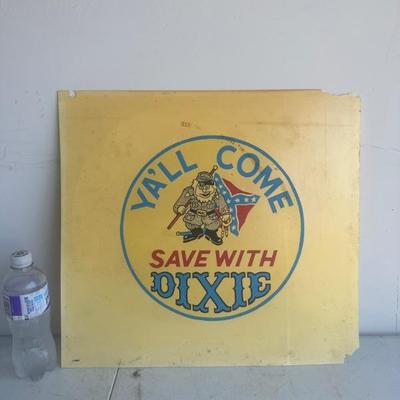 YA'LL COME
SAVE WITH
DIXIE